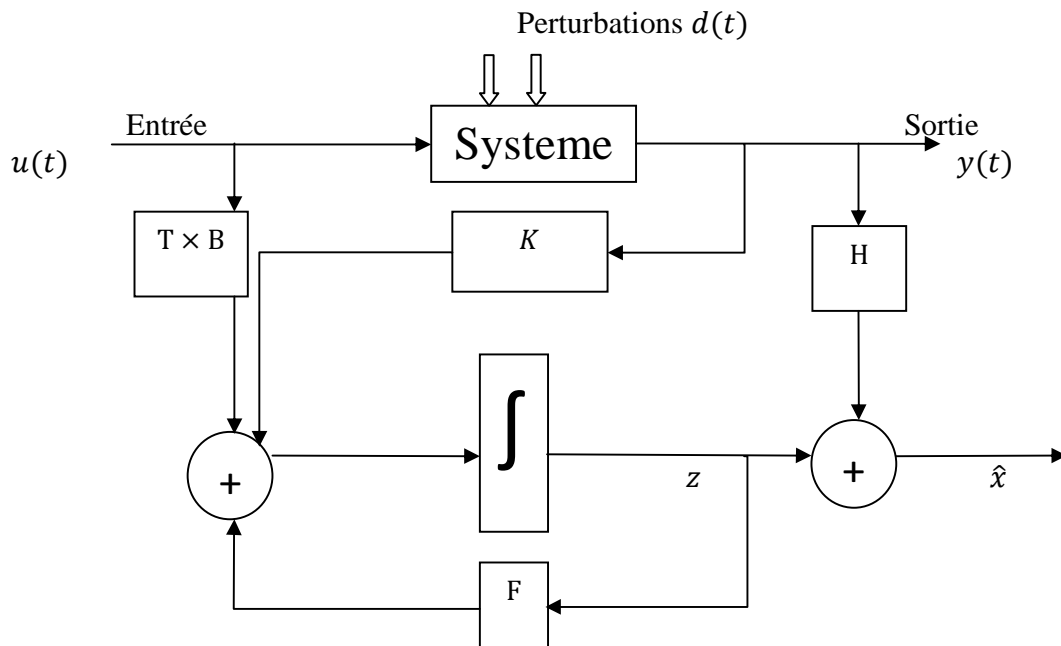 Perturbations d(t)
Entrée
Systeme
Sortie
u(t)
y(t)
T × B
K
H
∫
+
z
+
x̂
F